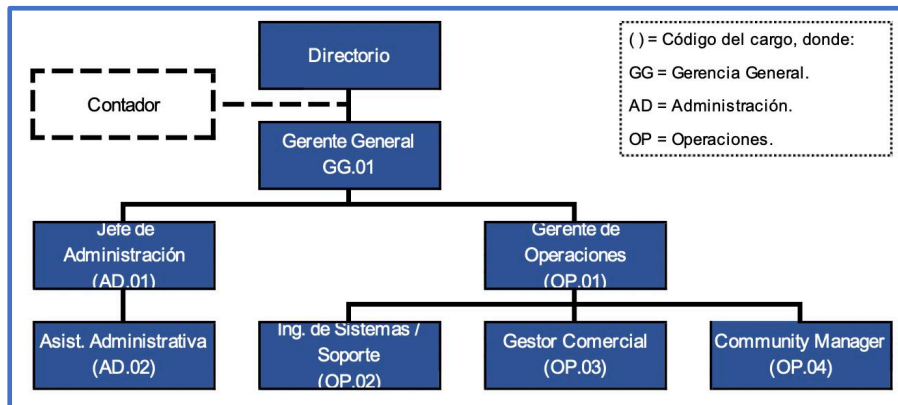 Directorio
( ) = Código del cargo, donde:
GG = Gerencia General.
AD = Administración.
OP = Operaciones.
Contador
Gerente General
GG.01
Jefe de
Administración
(AD.01)
Gerente de
Operaciones
(OP.01)
Asist. Administrativa
(AD.02)
Ing. de Sistemas /
Soporte
(OP.02)
Gestor Comercial
(OP.03)
Community Manager
(OP.04)